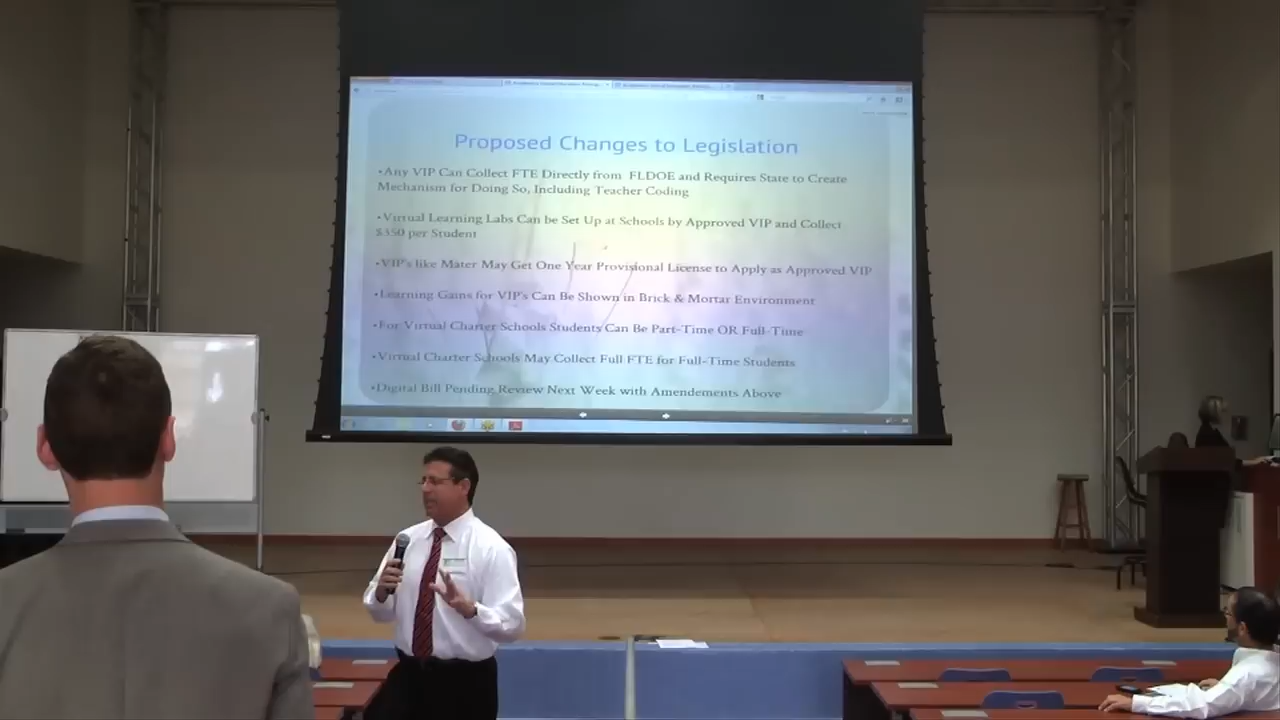 Proposed Changes to Legislation
•Any VIP Can Collect FTE Directly from FLDOE and Requires State to Create
Mechanism for Doing So, Including Teacher Coding
•Virtual Learning Labs Can be Set Up at Schools by Approved VIP and Collect
$350 per Student
•VIP's like Mater May Get One Year Provisional License to Apply as Approved VIP
•Learning Gains for VIP's Can Be Shown in Brick & Mortar Environment
•For Virtual Charter Schools Students Can Be Part-Time OR Full-Time
•Virtual Charter Schools May Collect Full FTE for Full-Time Students
•Digital Bill Pending Review Next Week with Amendements Above